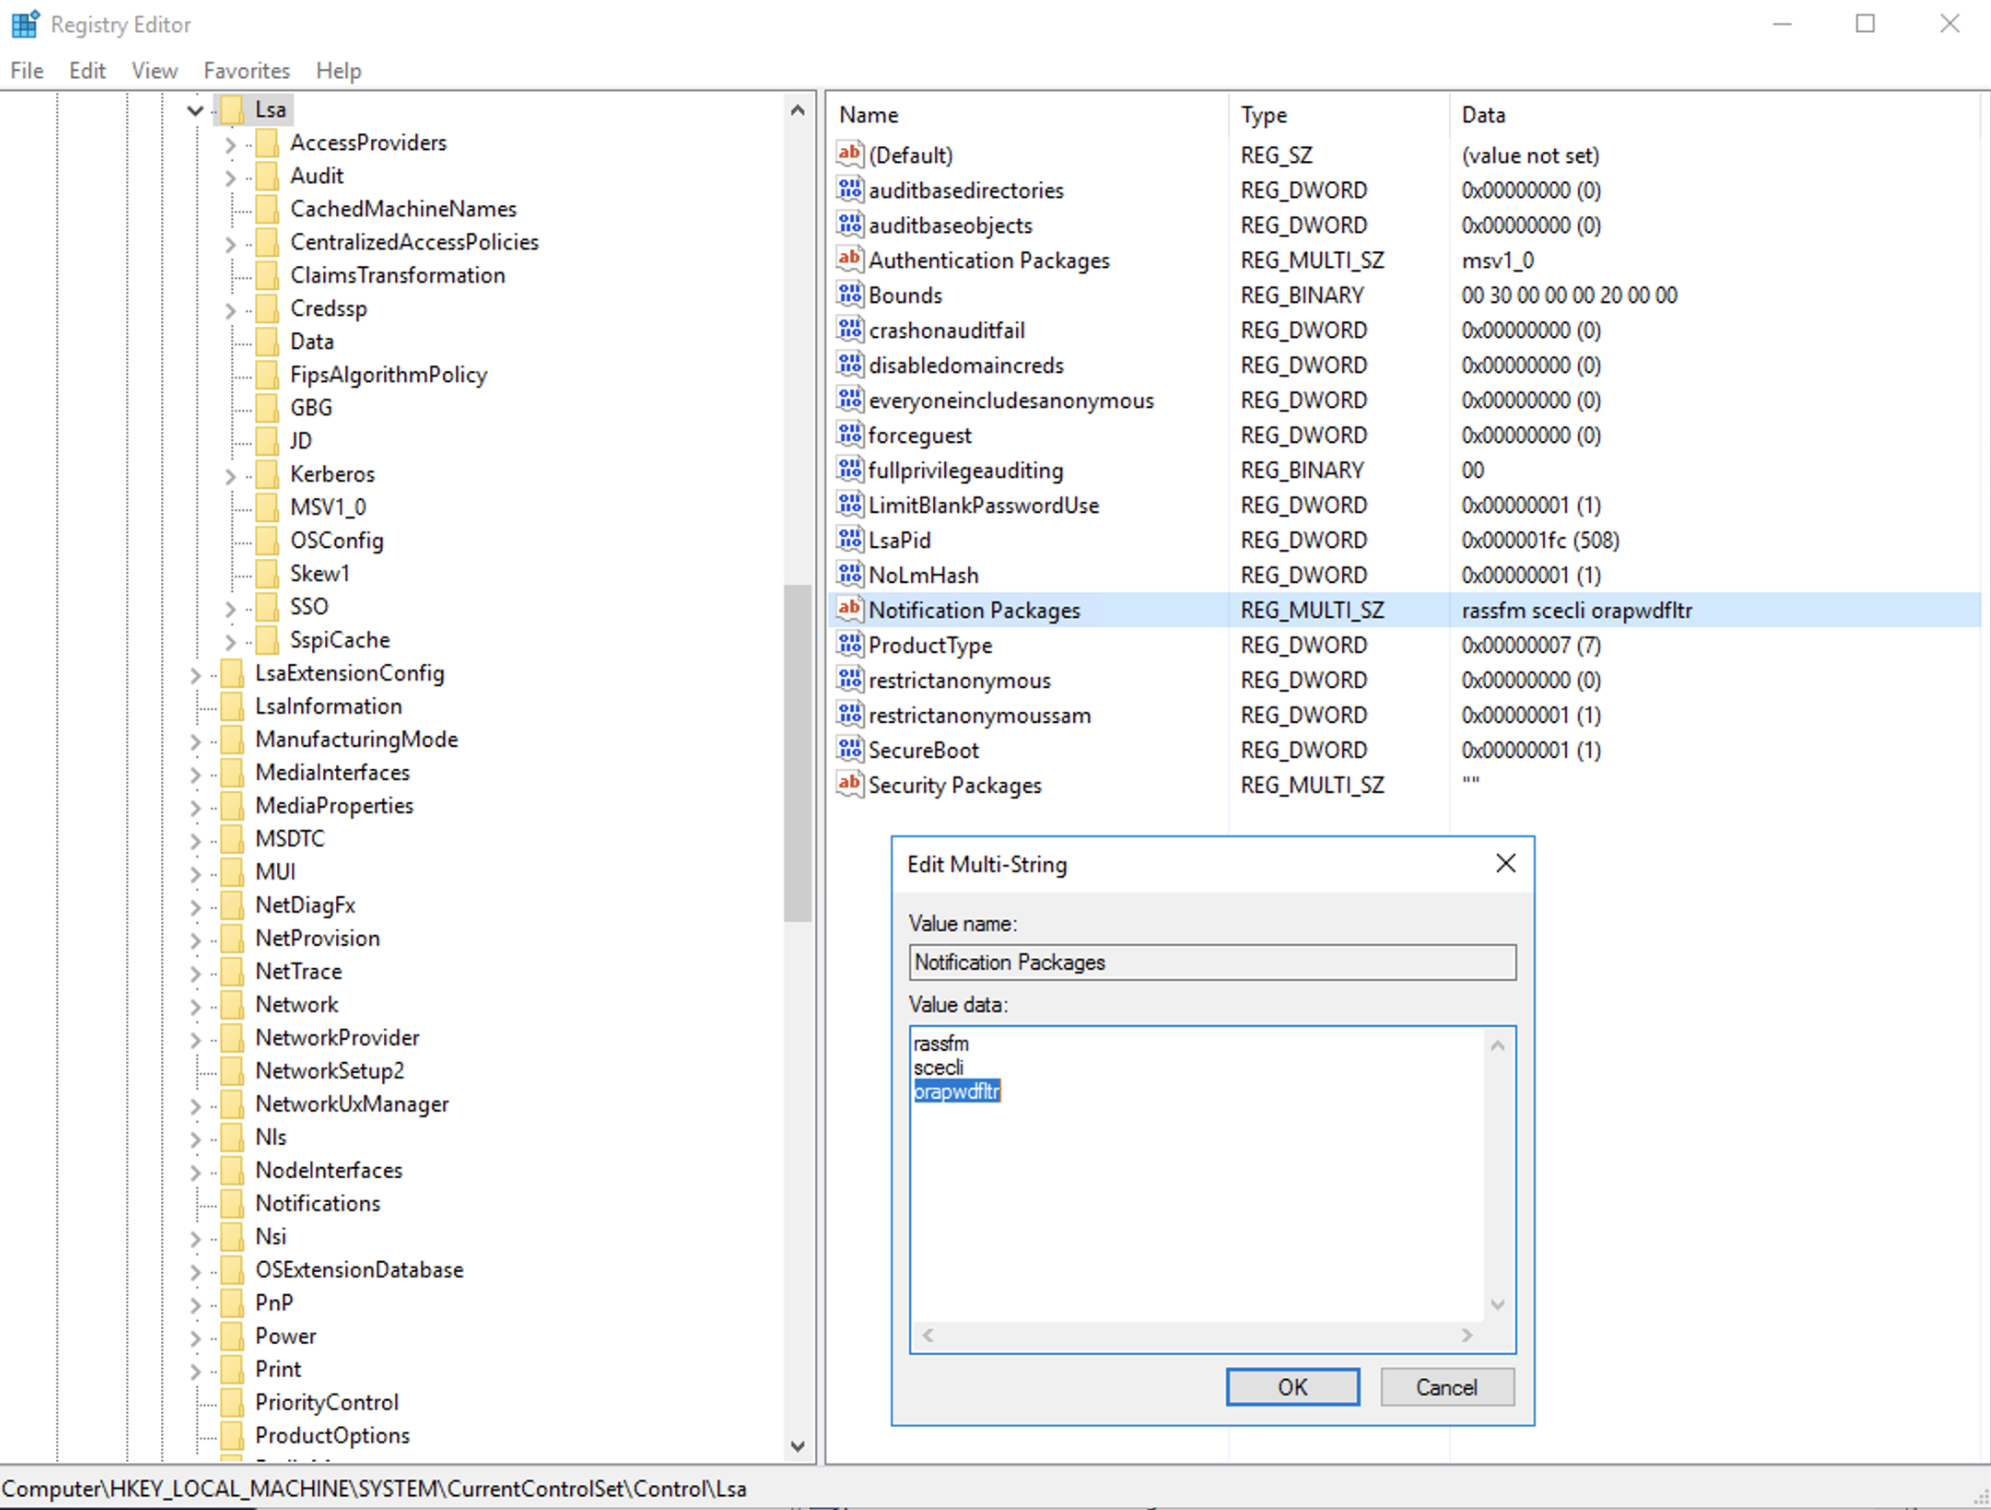 Registry Editor
File Edit View Favorites Help
Lsa
AccessProviders
Audit
CachedMachineNames
CentralizedAccessPolicies
ClaimsTransformation
Credssp
Data
FipsAlgorithmPolicy
GBG
JD
Kerberos
MSV1_0
OSConfig
Skew1
SSO
SspiCache
LsaExtensionConfig
LsaInformation
ManufacturingMode
MediaInterfaces
MediaProperties
MSDTC
MUI
NetDiagFx
NetProvision
NetTrace
Network
NetworkProvider
NetworkSetup2
NetworkUxManager
Nls
NodeInterfaces
Notifications
Nsi
OSExtensionDatabase
PnP
Power
Print
PriorityControl
ProductOptions
Name Type Data
(Default) REG_SZ (value not set)
auditbasedirectories REG_DWORD 0x00000000 (0)
auditbaseobjects REG_DWORD 0x00000000 (0)
Authentication Packages REG_MULTI_SZ msv1_0
Bounds REG_BINARY 00 30 00 00 00 20 00 00
crashonauditfail REG_DWORD 0x00000000 (0)
disabledomaincreds REG_DWORD 0x00000000 (0)
everyoneincludesanonymous REG_DWORD 0x00000000 (0)
forceguest REG_DWORD 0x00000000 (0)
fullprivilegeauditing REG_BINARY 00
LimitBlankPasswordUse REG_DWORD 0x00000001 (1)
LsaPid REG_DWORD 0x000001fc (508)
NoLmHash REG_DWORD 0x00000001 (1)
Notification Packages REG_MULTI_SZ rassfm scecli orapwdfltr
ProductType REG_DWORD 0x00000007 (7)
restrictanonymous REG_DWORD 0x00000000 (0)
restrictanonymoussam REG_DWORD 0x00000001 (1)
SecureBoot REG_DWORD 0x00000001 (1)
Security Packages REG_MULTI_SZ ""
Edit Multi-String
Value name:
Notification Packages
Value data:
rassfm
scecli
orapwdfltr
OK Cancel
Computer\HKEY_LOCAL_MACHINE\SYSTEM\CurrentControlSet\Control\Lsa